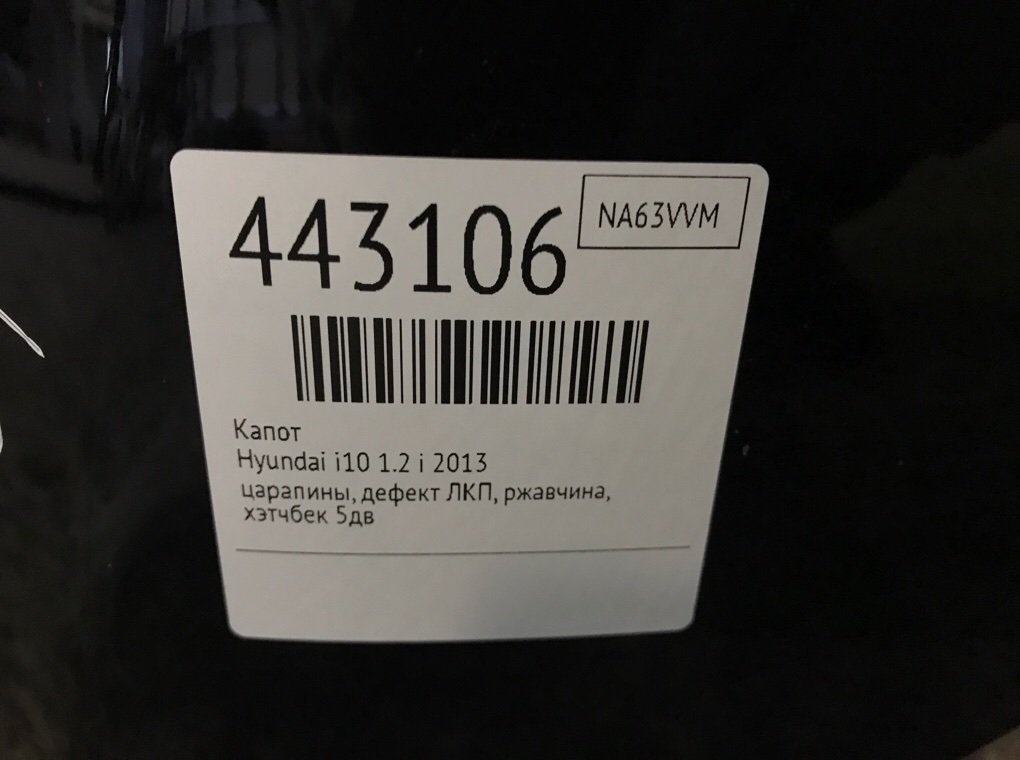 443106
NA63VVM
Капот
Hyundai i10 1.2 i 2013
царапины, дефект ЛКП, ржавчина,
хэтчбек 5дв